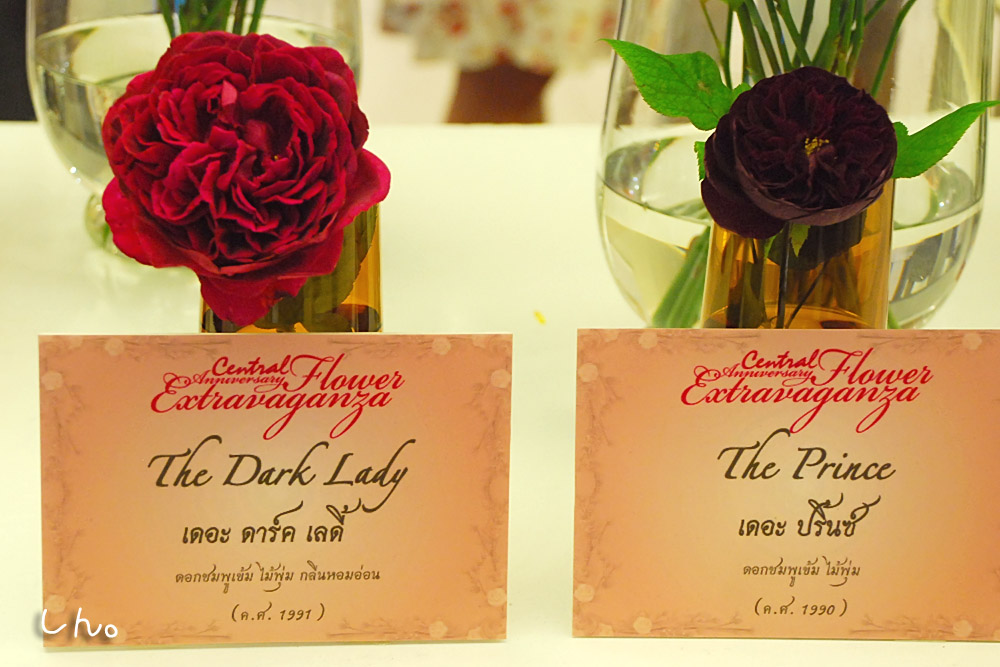 Central
Anniversary Flower
Extravaganza
The Dark Lady
เดอะ ดาร์ค เลดี้
ดอกชมพูเข้ม ไม้พุ่ม กลิ่นหอมอ่อน
(ค.ศ. 1991)
Central
Anniversary Flower
Extravaganza
The Prince
เดอะ ปริ๊นซ์
ดอกชมพูเข้ม ไม้พุ่ม
(ค.ศ. 1990)